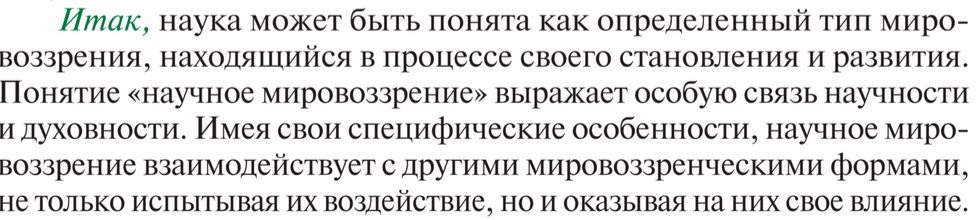 Итак, наука может быть понята как определенный тип миро-
воззрения, находящийся в процессе своего становления и развития.
Понятие «научное мировоззрение» выражает особую связь научности
и духовности. Имея свои специфические особенности, научное миро-
воззрение взаимодействует с другими мировоззренческими формами,
не только испытывая их воздействие, но и оказывая на них свое влияние.